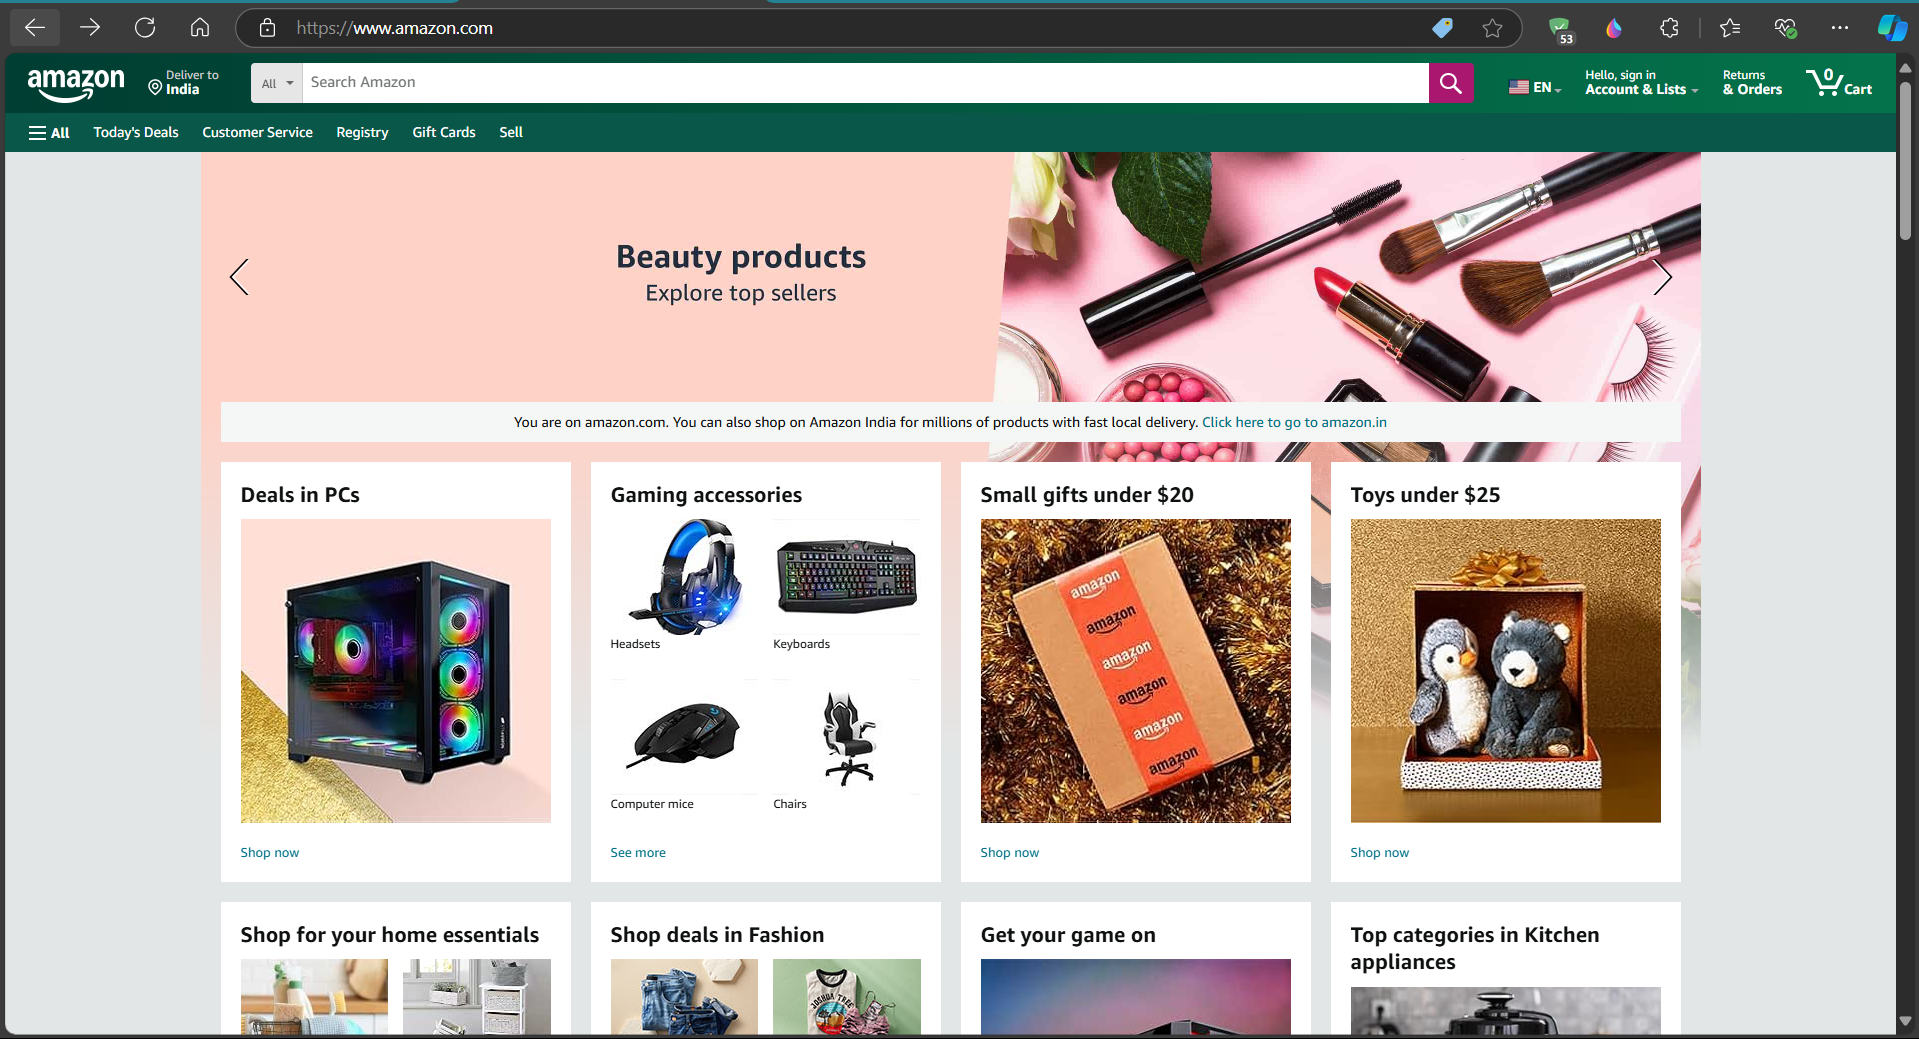 https://www.amazon.com
53
amazon
Deliver to
India
All
Search Amazon
EN
Hello, sign in
Account & Lists
Returns
& Orders
0
Cart
All
Today's Deals
Customer Service
Registry
Gift Cards
Sell
Beauty products
Explore top sellers
You are on amazon.com. You can also shop on Amazon India for millions of products with fast local delivery. Click here to go to amazon.in
Deals in PCs
Shop now
Gaming accessories
Headsets
Keyboards
Computer mice
Chairs
See more
Small gifts under $20
amazon
amazon
amazon
amazon
amazon
amazon
Shop now
Toys under $25
Shop now
Shop for your home essentials
Shop deals in Fashion
JOSHUA TREE
Get your game on
Top categories in Kitchen
appliances